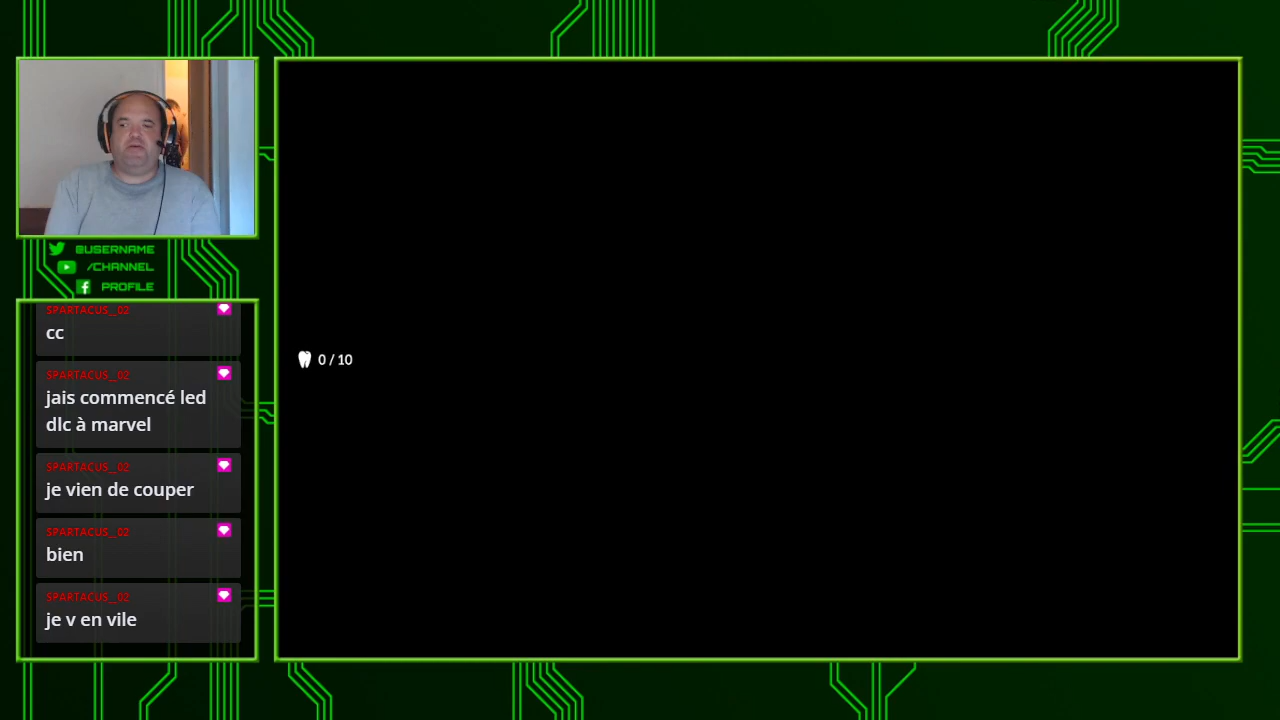 @USERNAME
/CHANNEL
PROFILE
SPARTACUS_02
cc
SPARTACUS_02
jais commencé led
dlc à marvel
SPARTACUS_02
je vien de couper
SPARTACUS_02
bien
SPARTACUS_02
je v en vile
0 / 10